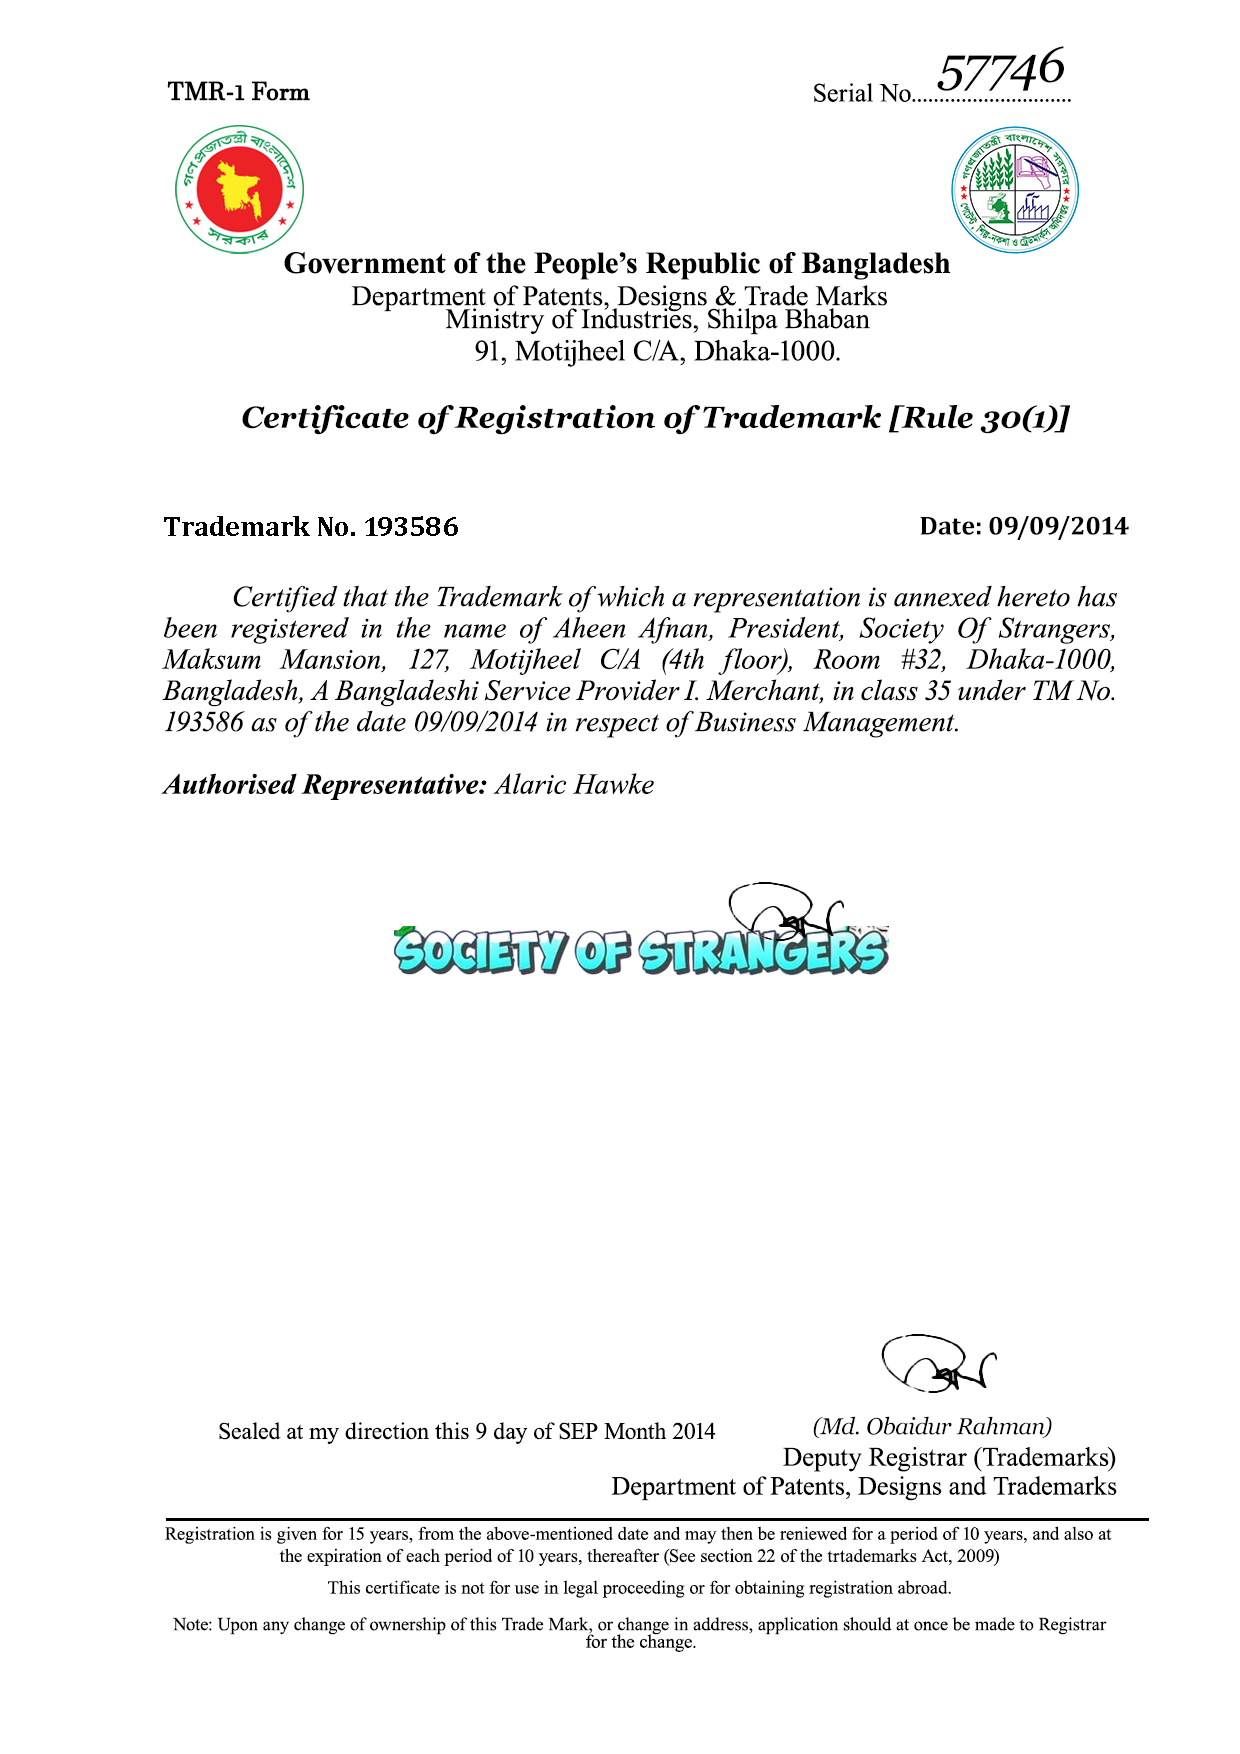 TMR-1 Form
Serial No............................. 57746
গণপ্রজাতন্ত্রী বাংলাদেশ
সরকার
গণপ্রজাতন্ত্রী বাংলাদেশ সরকার
পেটেন্ট, শিল্প-নকশা ও ট্রেডমার্কস অধিদপ্তর
Government of the People’s Republic of Bangladesh
Department of Patents, Designs & Trade Marks
Ministry of Industries, Shilpa Bhaban
91, Motijheel C/A, Dhaka-1000.
Certificate of Registration of Trademark [Rule 30(1)]
Trademark No. 193586
Date: 09/09/2014
Certified that the Trademark of which a representation is annexed hereto has
been registered in the name of Aheen Afnan, President, Society Of Strangers,
Maksum Mansion, 127, Motijheel C/A (4th floor), Room #32, Dhaka-1000,
Bangladesh, A Bangladeshi Service Provider I. Merchant, in class 35 under TM No.
193586 as of the date 09/09/2014 in respect of Business Management.
Authorised Representative: Alaric Hawke
SOCIETY OF STRANGERS
Sealed at my direction this 9 day of SEP Month 2014
(Md. Obaidur Rahman)
Deputy Registrar (Trademarks)
Department of Patents, Designs and Trademarks
Registration is given for 15 years, from the above-mentioned date and may then be reniewed for a period of 10 years, and also at
the expiration of each period of 10 years, thereafter (See section 22 of the trtademarks Act, 2009)
This certificate is not for use in legal proceeding or for obtaining registration abroad.
Note: Upon any change of ownership of this Trade Mark, or change in address, application should at once be made to Registrar
for the change.